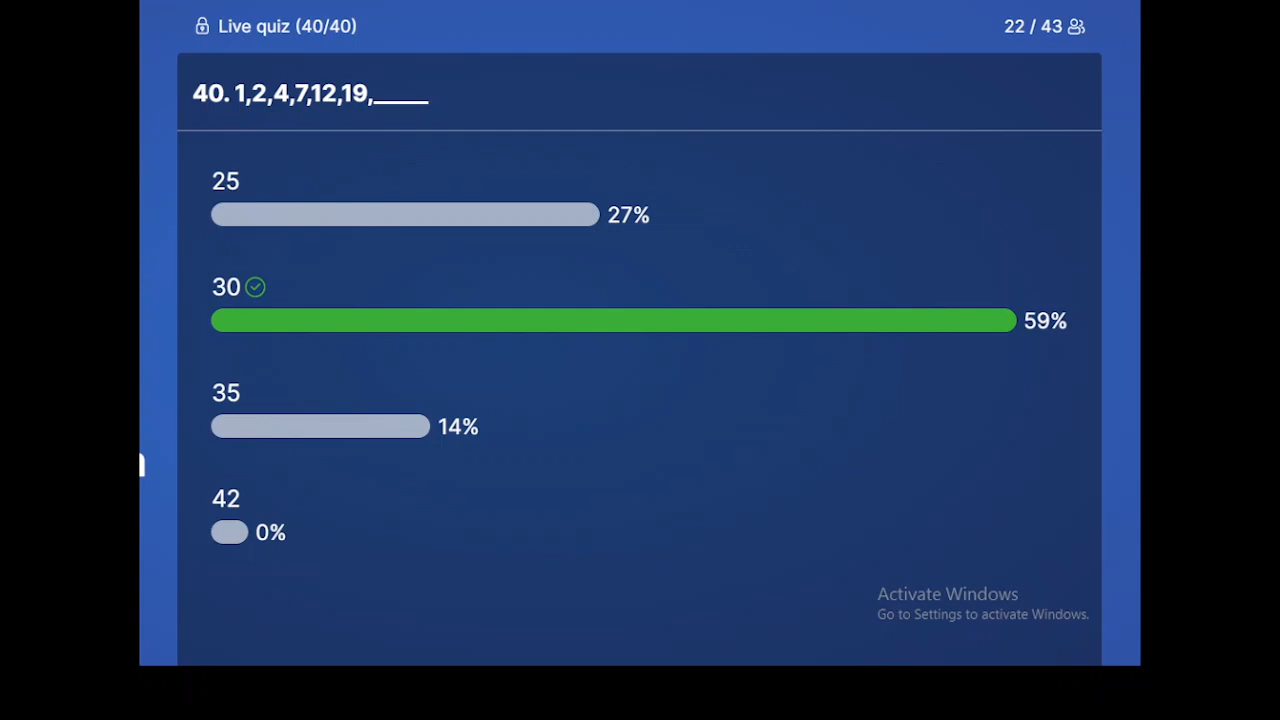 Live quiz (40/40)
22 / 43
40. 1,2,4,7,12,19,_____
25
27%
30
59%
35
14%
42
0%
Activate Windows
Go to Settings to activate Windows.